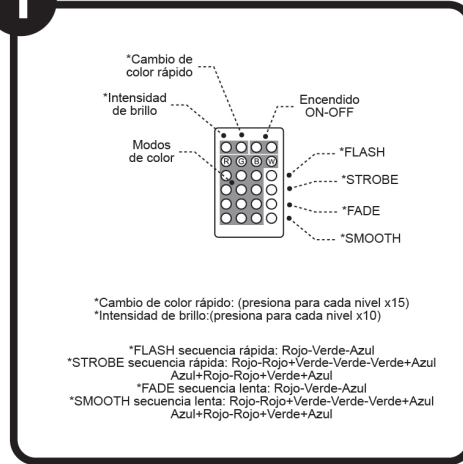 1
*Cambio de
color rápido
*Intensidad
de brillo
Encendido
ON-OFF
Modos
de color
R G B W
*FLASH
*STROBE
*FADE
*SMOOTH
*Cambio de color rápido: (presiona para cada nivel x15)
*Intensidad de brillo:(presiona para cada nivel x10)
*FLASH secuencia rápida: Rojo-Verde-Azul
*STROBE secuencia rápida: Rojo-Rojo+Verde-Verde-Verde+Azul
Azul+Rojo-Rojo+Verde+Azul
*FADE secuencia lenta: Rojo-Verde-Azul
*SMOOTH secuencia lenta: Rojo-Rojo+Verde-Verde-Verde+Azul
Azul+Rojo-Rojo+Verde+Azul